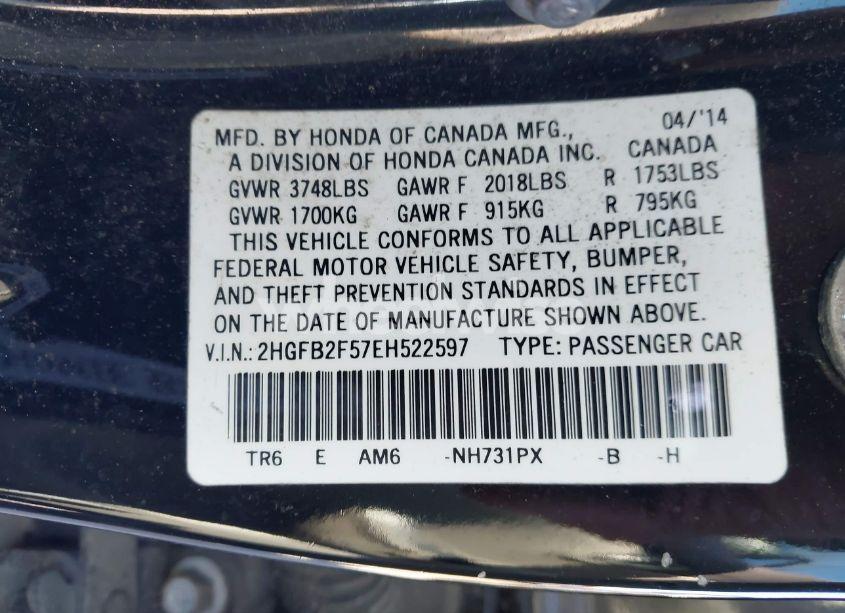 MFD. BY HONDA OF CANADA MFG., 04/'14
A DIVISION OF HONDA CANADA INC. CANADA
GVWR 3748LBS GAWR F 2018LBS R 1753LBS
GVWR 1700KG GAWR F 915KG R 795KG
THIS VEHICLE CONFORMS TO ALL APPLICABLE
FEDERAL MOTOR VEHICLE SAFETY, BUMPER,
AND THEFT PREVENTION STANDARDS IN EFFECT
ON THE DATE OF MANUFACTURE SHOWN ABOVE.
V.I.N.: 2HGFB2F57EH522597 TYPE: PASSENGER CAR
TR6 E AM6 -NH731PX -B -H